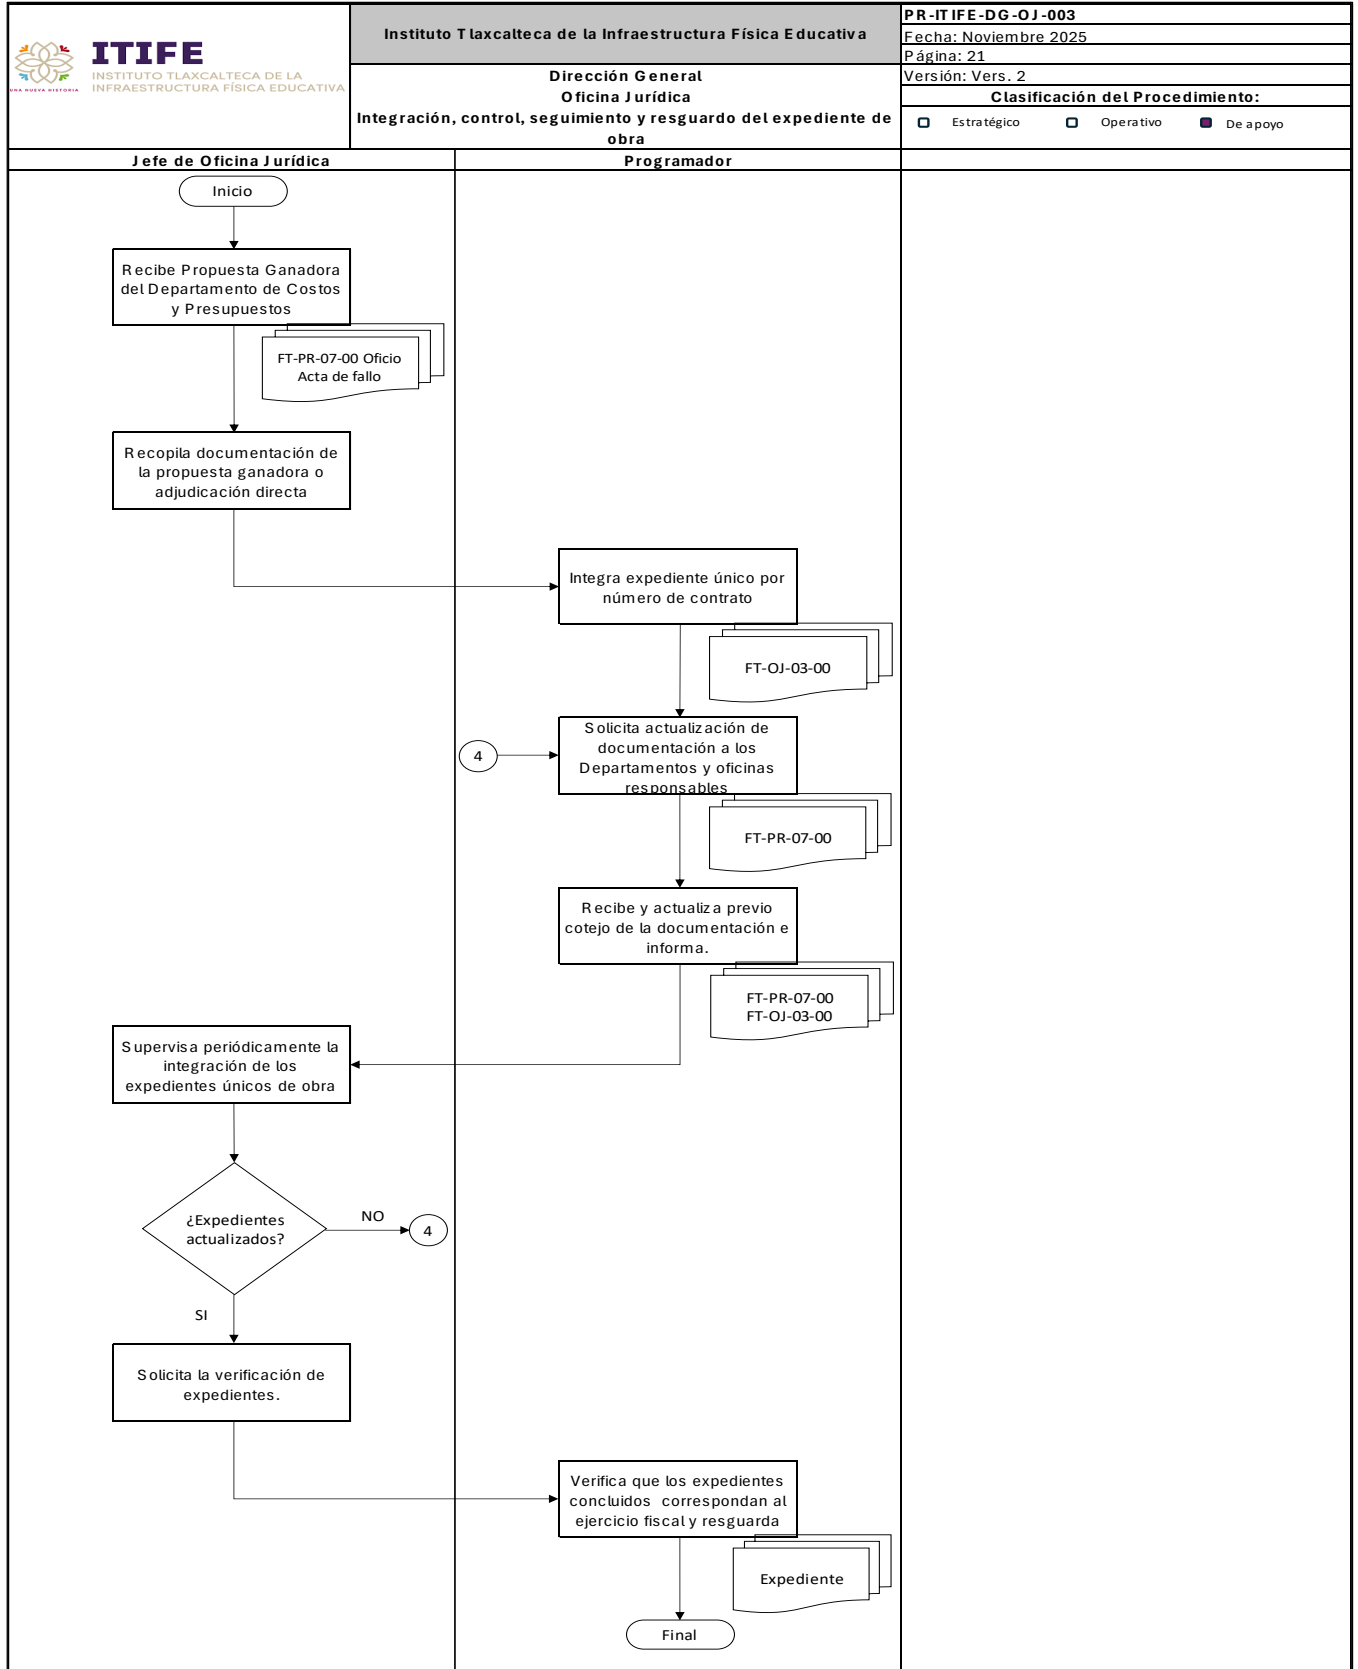 ITIFE
INSTITUTO TLAXCALTECA DE LA
INFRAESTRUCTURA FÍSICA EDUCATIVA
UNA NUEVA HISTORIA
Instituto Tlaxcalteca de la Infraestructura Física Educativa
Dirección General
Oficina Jurídica
Integración, control, seguimiento y resguardo del expediente de
obra
PR-ITIFE-DG-OJ-003
Fecha: Noviembre 2025
Página: 21
Versión: Vers. 2
Clasificación del Procedimiento:
Estratégico Operativo De apoyo
Jefe de Oficina Jurídica Programador
Inicio
Recibe Propuesta Ganadora
del Departamento de Costos
y Presupuestos
FT-PR-07-00 Oficio
Acta de fallo
Recopila documentación de
la propuesta ganadora o
adjudicación directa
Integra expediente único por
número de contrato
FT-OJ-03-00
4
Solicita actualización de
documentación a los
Departamentos y oficinas
responsables
FT-PR-07-00
Recibe y actualiza previo
cotejo de la documentación e
informa.
FT-PR-07-00
FT-OJ-03-00
Supervisa periódicamente la
integración de los
expedientes únicos de obra
¿Expedientes
actualizados?
NO
4
SI
Solicita la verificación de
expedientes.
Verifica que los expedientes
concluidos correspondan al
ejercicio fiscal y resguarda
Expediente
Final